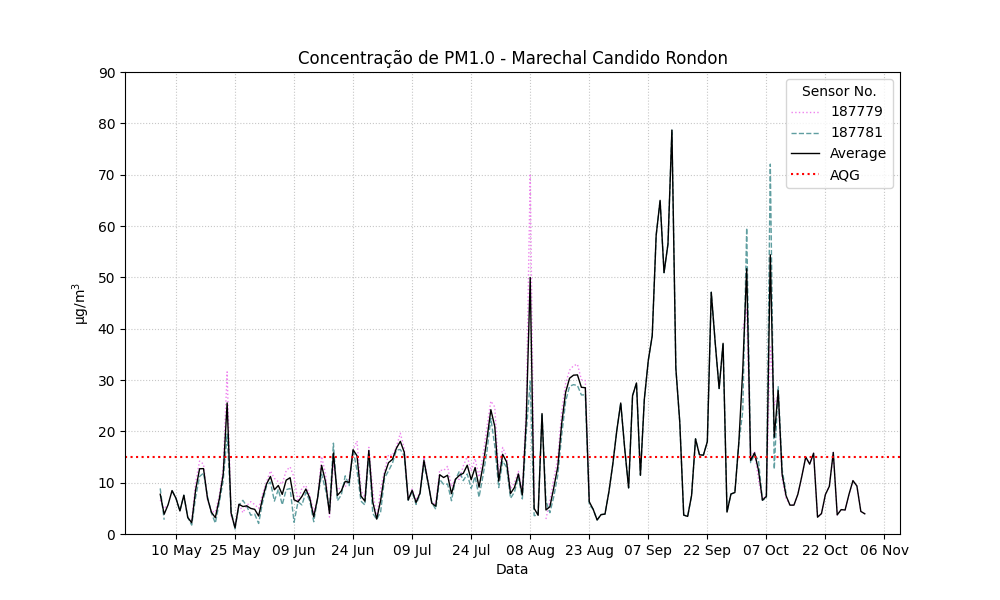 Concentração de PM1.0 - Marechal Candido Rondon
Sensor No.
187779
187781
Average
AQG
90
80
70
60
50
40
30
20
10
0
µg/m³
10 May 25 May 09 Jun 24 Jun 09 Jul 24 Jul 08 Aug 23 Aug 07 Sep 22 Sep 07 Oct 22 Oct 06 Nov
Data